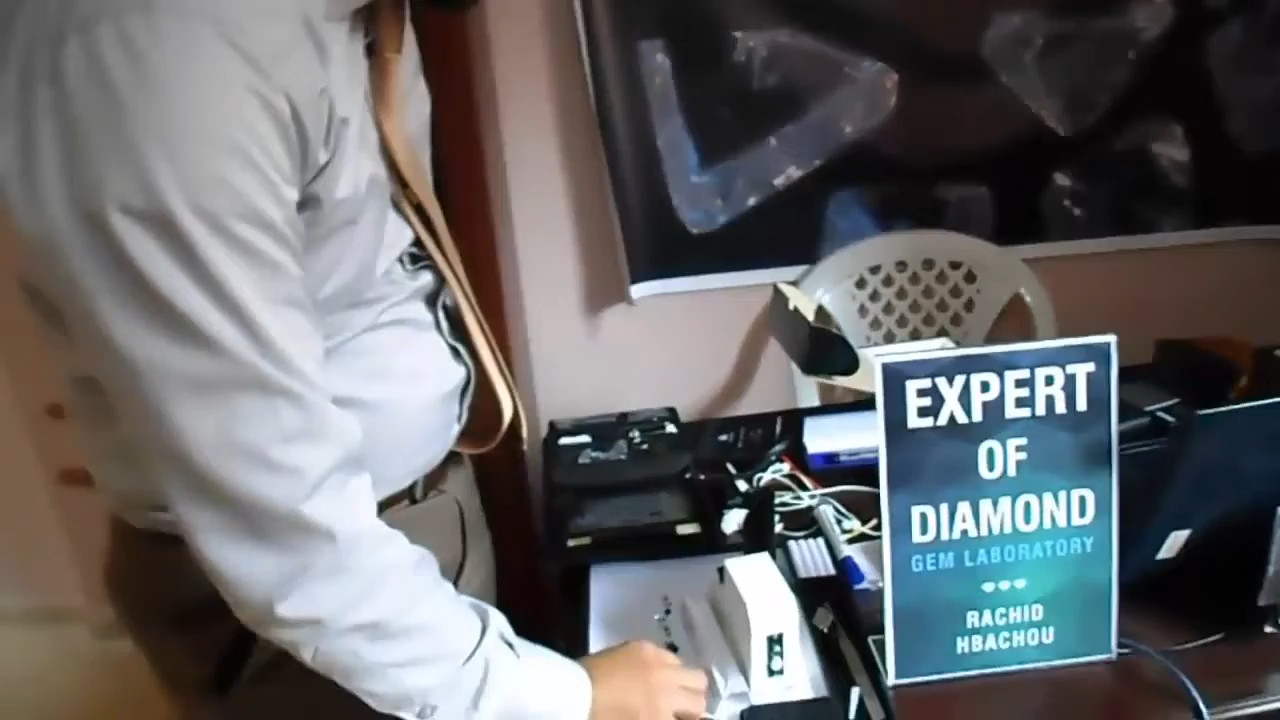 EXPERT
OF
DIAMOND
GEM LABORATORY
RACHID
HBACHOU